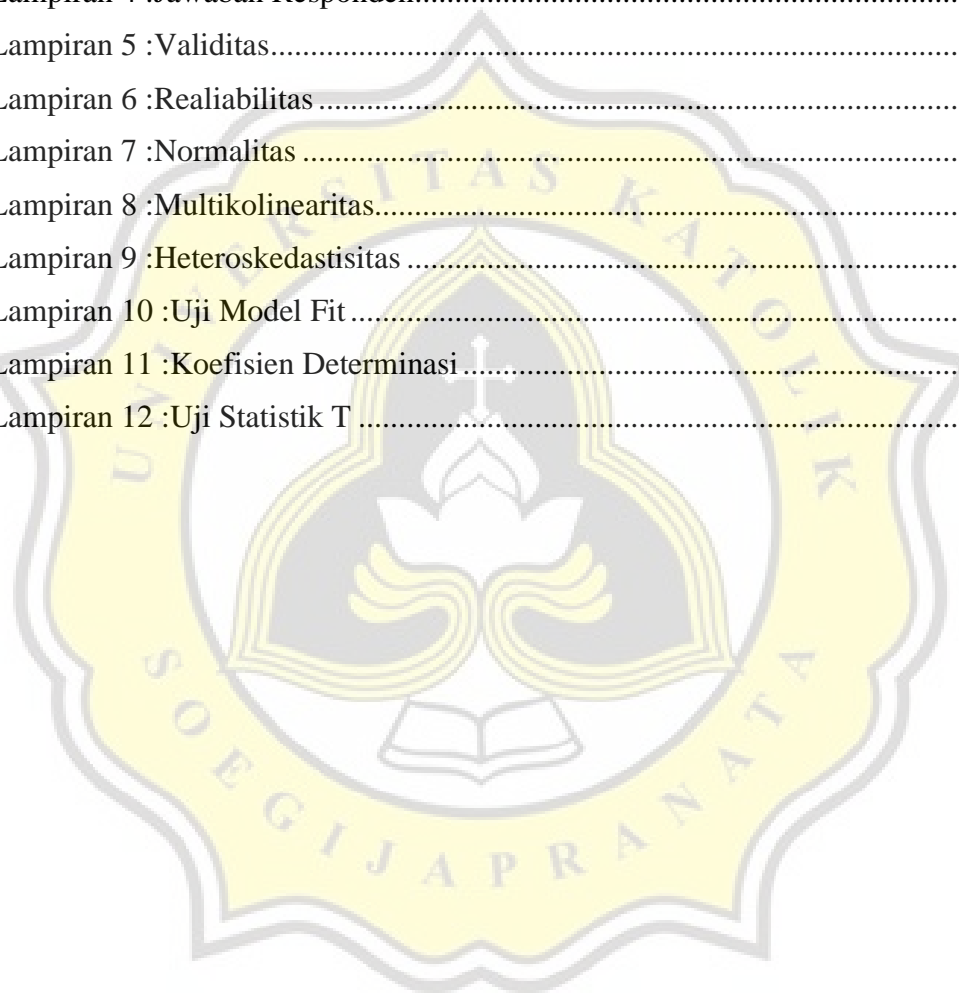 Lampiran 4 :Jawaban Responden....................................................................
Lampiran 5 :Validitas......................................................................................
Lampiran 6 :Realiabilitas................................................................................
Lampiran 7 :Normalitas ..................................................................................
Lampiran 8 :Multikolinearitas.........................................................................
Lampiran 9 :Heteroskedastisitas .....................................................................
Lampiran 10 :Uji Model Fit ............................................................................
Lampiran 11 :Koefisien Determinasi ..............................................................
Lampiran 12 :Uji Statistik T ...........................................................................
UNIVERSITAS KATOLIK
SOEGIJAPRANATA